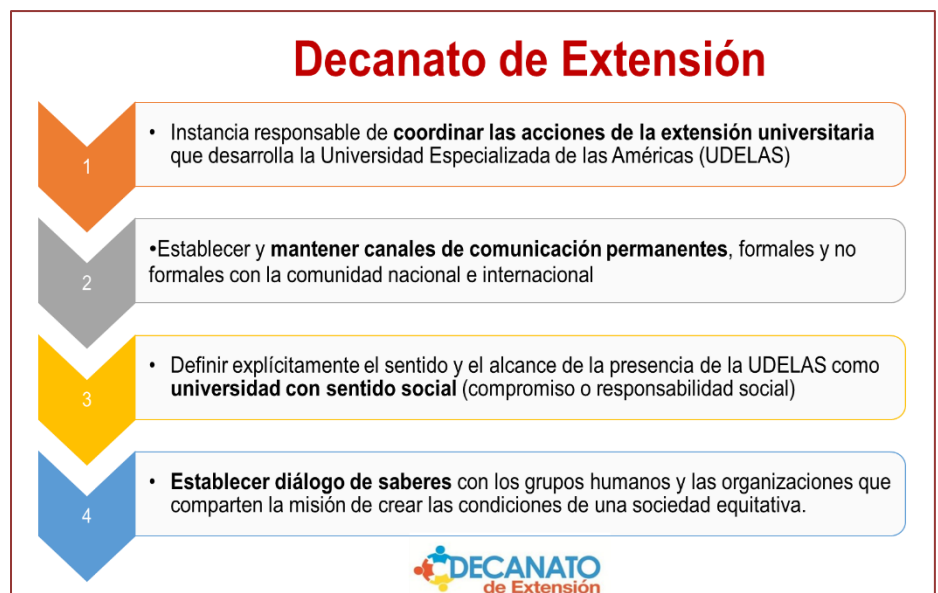 Decanato de Extensión
1
• Instancia responsable de coordinar las acciones de la extensión universitaria
que desarrolla la Universidad Especializada de las Américas (UDELAS)
2
•Establecer y mantener canales de comunicación permanentes, formales y no
formales con la comunidad nacional e internacional
3
• Definir explícitamente el sentido y el alcance de la presencia de la UDELAS como
universidad con sentido social (compromiso o responsabilidad social)
4
• Establecer diálogo de saberes con los grupos humanos y las organizaciones que
comparten la misión de crear las condiciones de una sociedad equitativa.
DECANATO
de Extensión